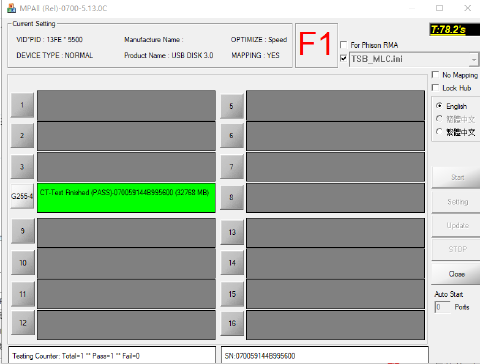 MPAll (Rel)-0700-5.13.0C
Current Setting
VID*PID : 13FE * 5500
Manufacture Name :
OPTIMIZE : Speed
DEVICE TYPE : NORMAL
Product Name : USB DISK 3.0
MAPPING : YES
F1
T:78.2's
For Phison RMA
TSB_MLC.ini
No Mapping
Lock Hub
English
簡體中文
繁體中文
1
5
2
6
3
7
G255-4
CT-Test Finished (PASS)-070059144B995600 (32768 MB)
8
9
13
10
14
11
15
12
16
Start
Setting
Update
STOP
Close
Auto Start
0 Ports
Testing Counter: Total=1 ** Pass=1 ** Fail=0
SN:070059144B995600